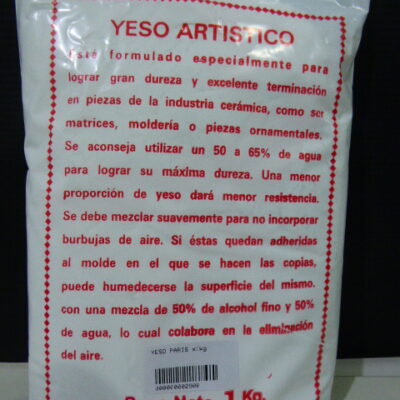 YESO ARTISTICO
Esté formulado especialmente para
lograr gran dureza y excelente terminación
en piezas de la industria cerámica, como ser
matrices, moldería o piezas ornamentales.
Se aconseja utilizar un 50 a 65% de agua
para lograr su máxima dureza. Una menor
proporción de yeso dará menor resistencia.
Se debe mezclar suavemente para no incorporar
burbujas de aire. Si éstas quedan adheridas
al molde en el que se hacen las copias,
puede humedecerse la superficie del mismo.
con una mezcla de 50% de alcohol fino y 50%
de agua, lo cual colabora en la eliminación
del aire.
YESO PARIS x1kg
Peso Neto 1 Kg.